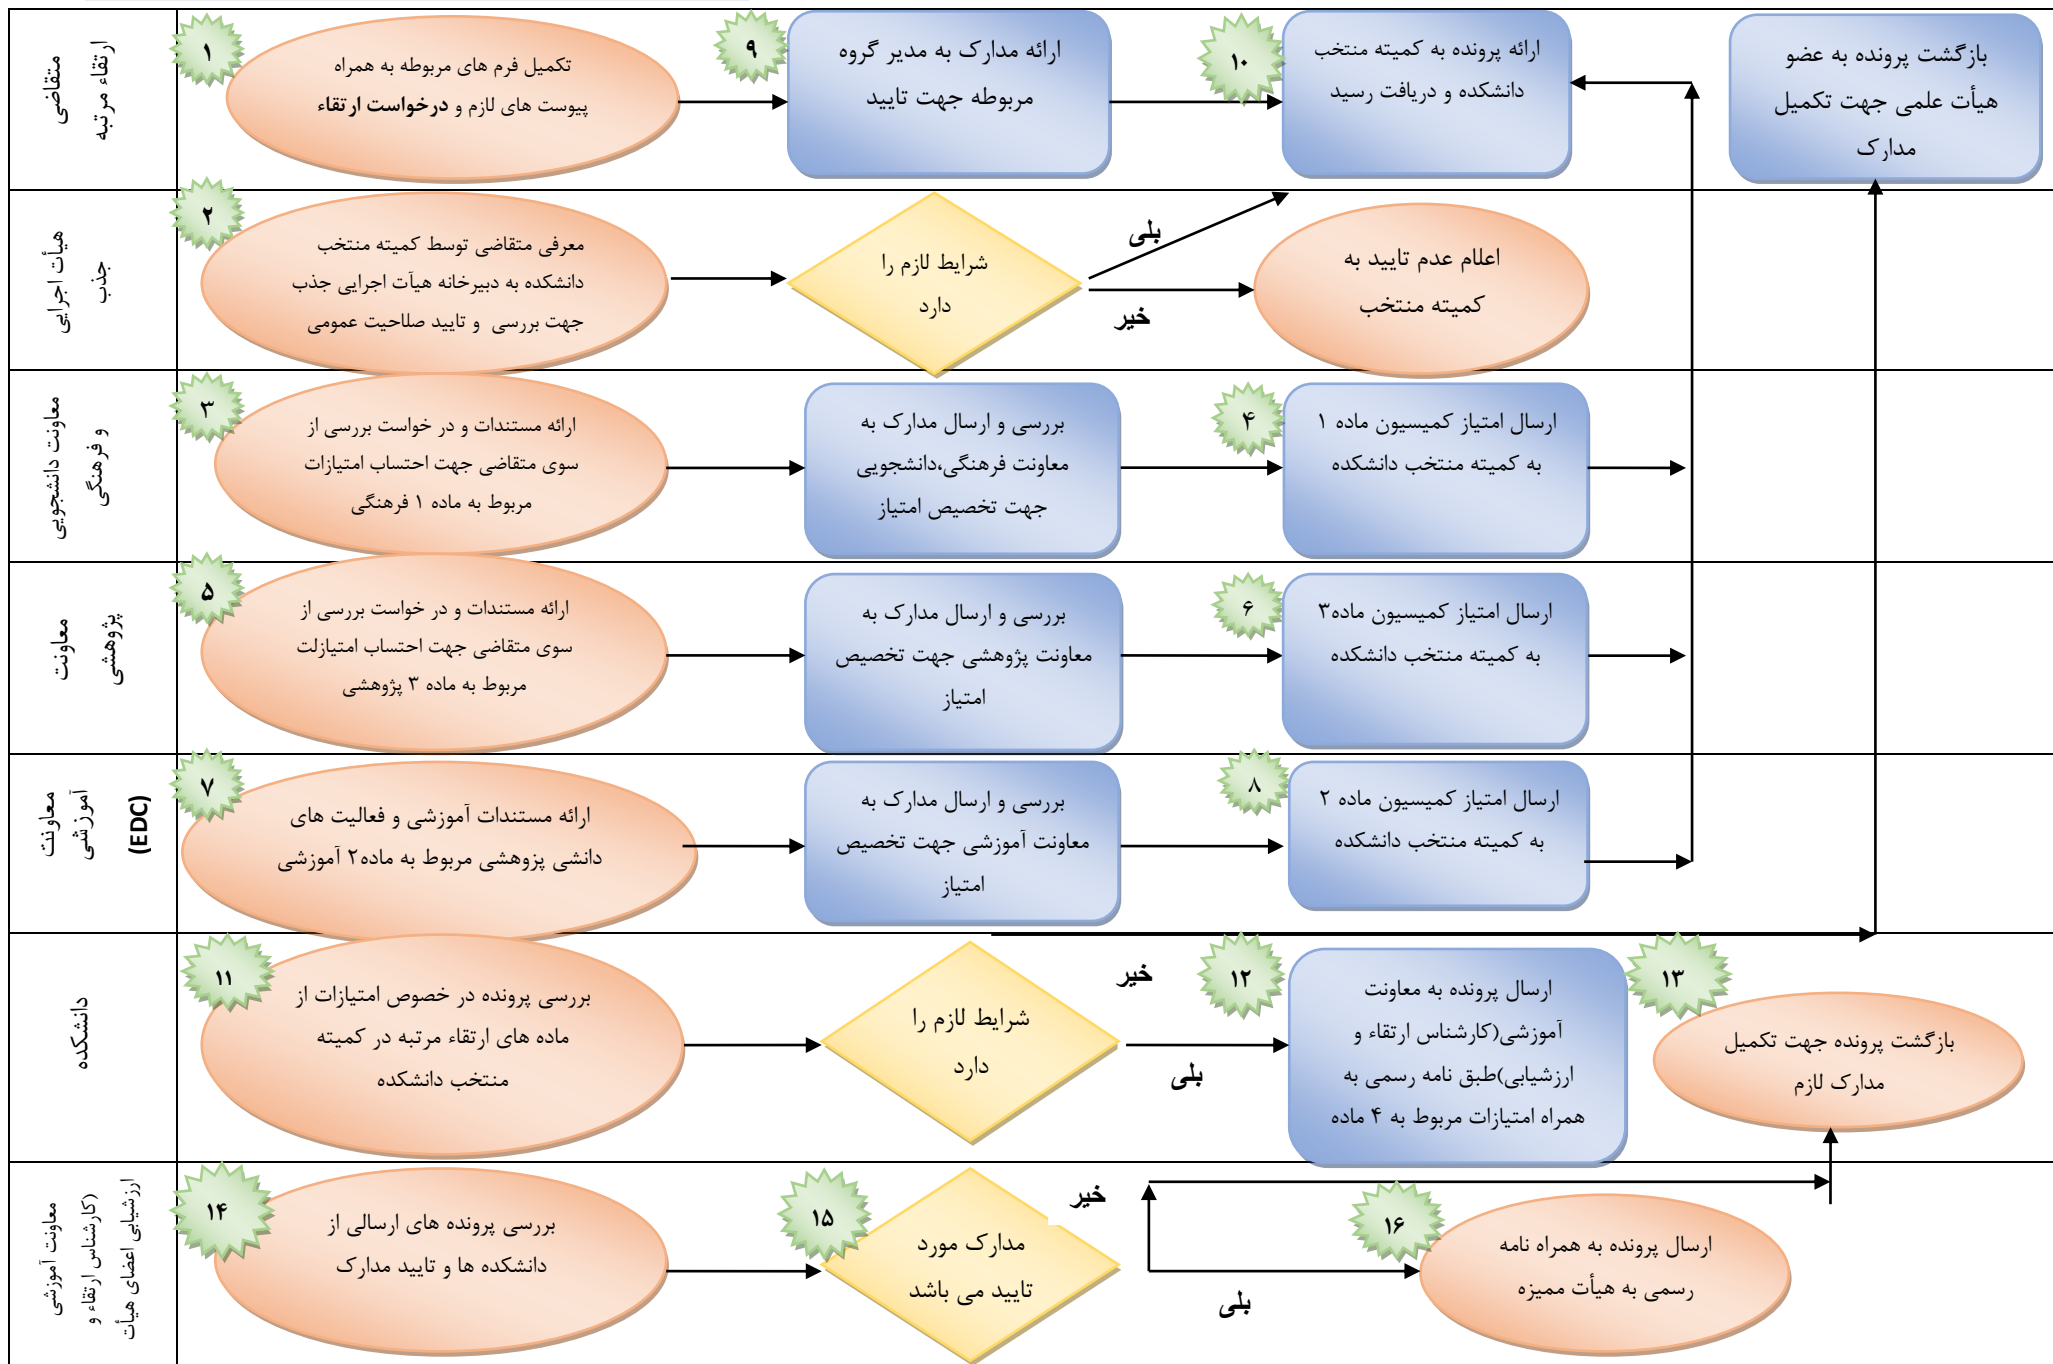 متقاضی
ارتقاء مرتبه
۱
تکمیل فرم های مربوطه به همراه
پیوست های لازم و درخواست ارتقاء
۹
ارائه مدارک به مدیر گروه
مربوطه جهت تایید
۱۰
ارائه پرونده به کمیته منتخب
دانشکده و دریافت رسید
بازگشت پرونده به عضو
هیأت علمی جهت تکمیل
مدارک
هیأت اجرایی
جذب
۲
معرفی متقاضی توسط کمیته منتخب
دانشکده به دبیرخانه هیآت اجرایی جذب
جهت بررسی و تایید صلاحیت عمومی
شرایط لازم را
دارد
بلی
خیر
اعلام عدم تایید به
کمیته منتخب
معاونت دانشجویی
و فرهنگی
۳
ارائه مستندات و در خواست بررسی از
سوی متقاضی جهت احتساب امتیازات
مربوط به ماده ۱ فرهنگی
بررسی و ارسال مدارک به
معاونت فرهنگی،دانشجویی
جهت تخصیص امتیاز
۴
ارسال امتیاز کمیسیون ماده ۱
به کمیته منتخب دانشکده
معاونت
پژوهشی
۵
ارائه مستندات و در خواست بررسی از
سوی متقاضی جهت احتساب امتیازلت
مربوط به ماده ۳ پژوهشی
بررسی و ارسال مدارک به
معاونت پژوهشی جهت تخصیص
امتیاز
۶
ارسال امتیاز کمیسیون ماده۳
به کمیته منتخب دانشکده
معاونت
آموزشی
(EDC)
۷
ارائه مستندات آموزشی و فعالیت های
دانشی پزوهشی مربوط به ماده۲ آموزشی
بررسی و ارسال مدارک به
معاونت آموزشی جهت تخصیص
امتیاز
۸
ارسال امتیاز کمیسیون ماده ۲
به کمیته منتخب دانشکده
دانشکده
۱۱
بررسی پرونده در خصوص امتیازات از
ماده های ارتقاء مرتبه در کمیته
منتخب دانشکده
شرایط لازم را
دارد
خیر
بلی
۱۲
ارسال پرونده به معاونت
آموزشی(کارشناس ارتقاء و
ارزشیابی)طبق نامه رسمی به
همراه امتیازات مربوط به ۴ ماده
۱۳
بازگشت پرونده جهت تکمیل
مدارک لازم
معاونت آموزشی
(کارشناس ارتقاء و
ارزشیابی اعضای هیأت
۱۴
بررسی پرونده های ارسالی از
دانشکده ها و تایید مدارک
۱۵
مدارک مورد
تایید می باشد
خیر
بلی
۱۶
ارسال پرونده به همراه نامه
رسمی به هیأت ممیزه